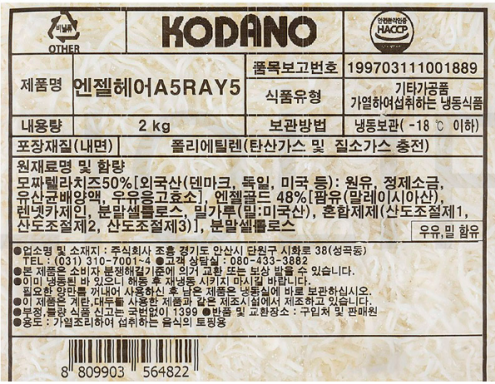 비닐류
OTHER
KODANO
안전관리인증
HACCP
제품명
엔젤헤어A5RAY5
품목보고번호
199703111001889
식품유형
기타가공품
가열하여섭취하는 냉동식품
내용량
2 kg
보관방법
냉동보관( -18 ℃ 이하)
포장재질(내면)
폴리에틸렌(탄산가스 및 질소가스 충전)
원재료명 및 함량
모짜렐라치즈50%[외국산(덴마크, 독일, 미국 등): 원유, 정제소금,
유산균배양액, 우유응고효소], 엔젤골드 48%[팜유(말레이시아산),
렌넷카제인, 분말셀룰로스, 밀가루(밀:미국산), 혼합제제(산도조절제1,
산도조절제2, 산도조절제3)], 분말셀룰로스
우유,밀 함유
●업소명 및 소재지 : 주식회사 조흥 경기도 안산시 단원구 시화로 38(성곡동)
TEL : (031) 310-7001~4 ●고객 상담실 : 080-433-3882
●본 제품은 소비자 분쟁해결기준에 의거 교환 또는 보상 받을 수 있습니다.
●이미 냉동된 바 있으니 해동 후 재냉동 시키지 마시길 바랍니다.
필요한 양만을 꺼내어 사용하신 후 남은 제품은 냉동실에 바로 보관하십시오.
●이 제품은 계란,대두를 사용한 제품과 같은 제조시설에서 제조하고 있습니다.
●부정,불량 식품 신고는 국번없이 1399 ●반품 및 교환장소 : 구입처 및 판매원
●용도 : 가열조리하여 섭취하는 음식의 토핑용
8 809903 564822